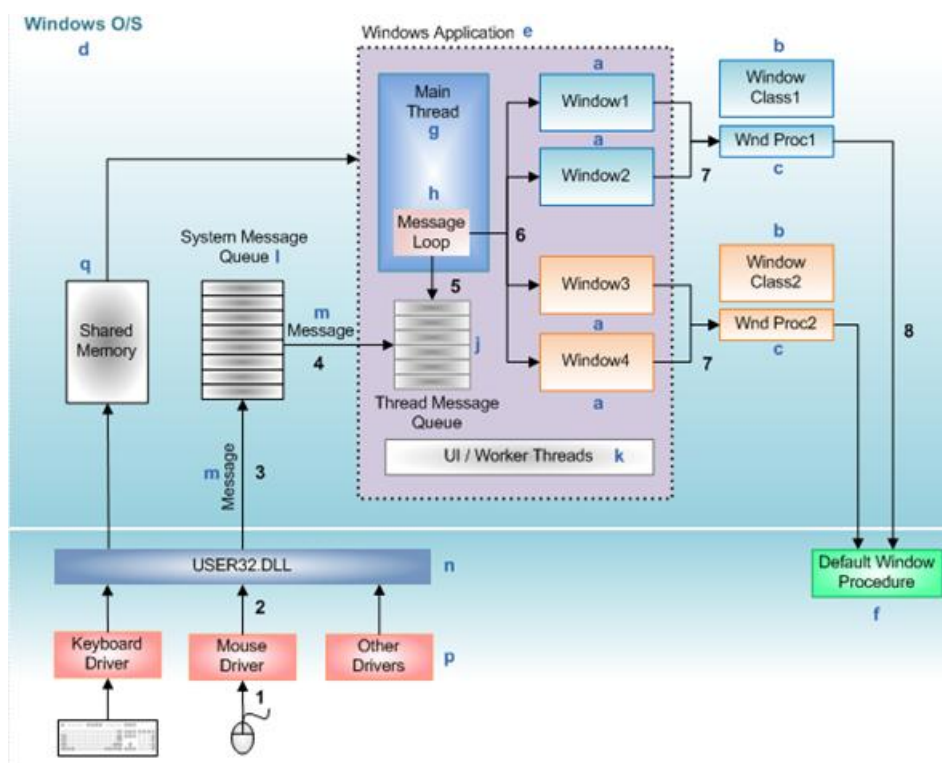 Windows O/S
d
Windows Application e
a
b
Main
Thread
g
Window1
Window
Class1
a
Wnd Proc1
Window2
7
c
h
Message
Loop
6
System Message
Queue l
b
q
5
Window3
Window
Class2
m
Message
4
a
Wnd Proc2
8
Shared
Memory
j
Window4
7
c
Thread Message
Queue
a
UI / Worker Threads k
m
Message
3
USER32.DLL
n
Default Window
Procedure
f
2
Keyboard
Driver
Mouse
Driver
Other
Drivers
p
1